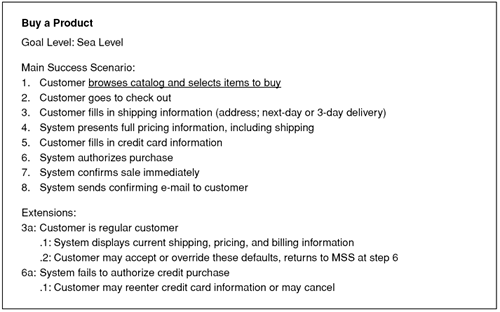 Buy a Product
Goal Level: Sea Level
Main Success Scenario:
1. Customer browses catalog and selects items to buy
2. Customer goes to check out
3. Customer fills in shipping information (address; next-day or 3-day delivery)
4. System presents full pricing information, including shipping
5. Customer fills in credit card information
6. System authorizes purchase
7. System confirms sale immediately
8. System sends confirming e-mail to customer
Extensions:
3a: Customer is regular customer
.1: System displays current shipping, pricing, and billing information
.2: Customer may accept or override these defaults, returns to MSS at step 6
6a: System fails to authorize credit purchase
.1: Customer may reenter credit card information or may cancel